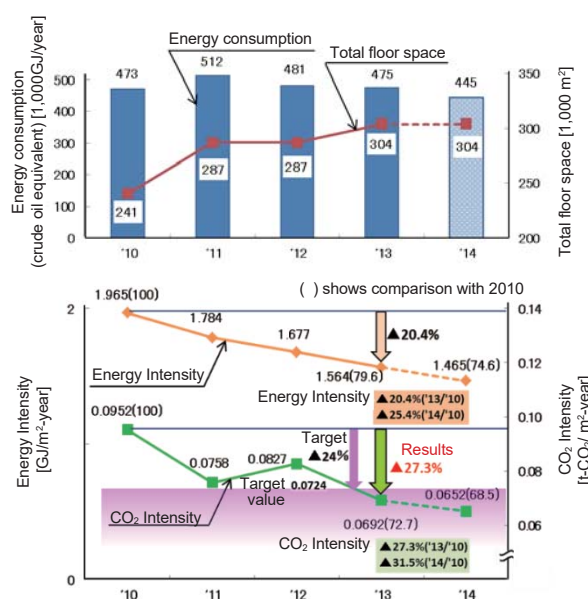 Energy consumption
Total floor space
Energy consumption
(crude oil equivalent) [1,000GJ/year]
500
400
300
200
100
0
473
512
481
475
445
241
287
287
304
304
350
300
250
200
Total floor space [1,000 m²]
'10 '11 '12 '13 '14
( ) shows comparison with 2010
2
0
Energy Intensity
[GJ/m²-year]
1.965(100)
1.784
1.677
1.564(79.6)
1.465(74.6)
▲20.4%
Energy Intensity
Energy Intensity
▲20.4%('13/'10)
▲25.4%('14/'10)
0.0952(100)
0.0758
0.0827
Target
▲24%
Results
▲27.3%
Target value 0.0724
CO₂ Intensity
0.0692(72.7)
0.0652(68.5)
CO₂ Intensity
▲27.3%('13/'10)
▲31.5%('14/'10)
0.14
0.12
0.10
0.08
0.06
CO₂ Intensity
[t-CO₂/ m²-year]
'10 '11 '12 '13 '14